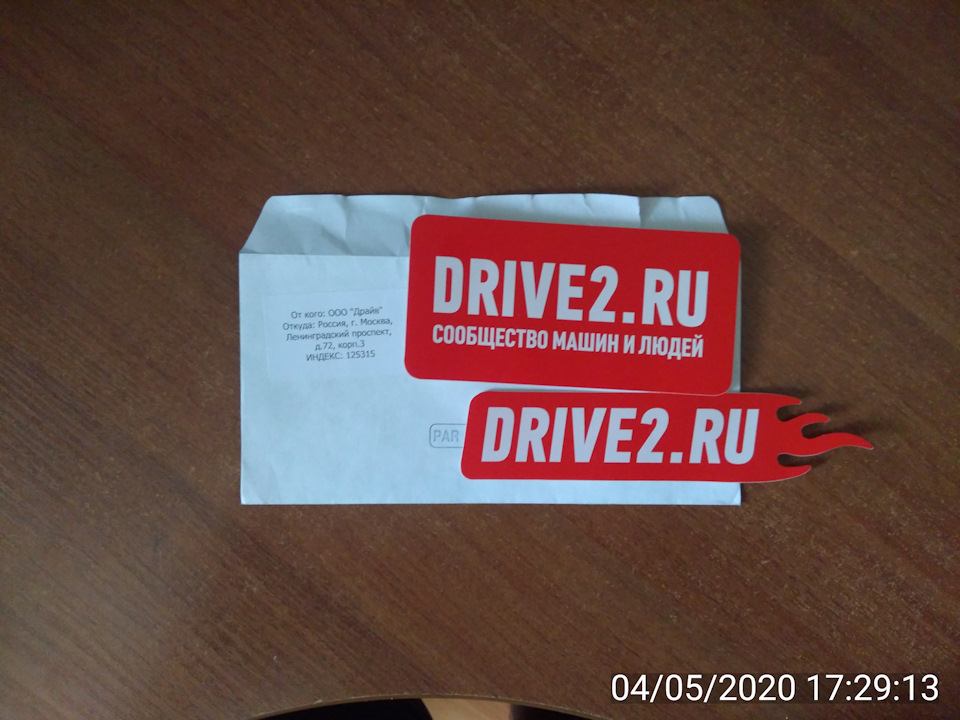 От кого: ООО "Драйв"
Откуда: Россия, г. Москва,
Ленинградский проспект,
д.72, корп.3
ИНДЕКС: 125315
DRIVE2.RU
СООБЩЕСТВО МАШИН И ЛЮДЕЙ
PAR
DRIVE2.RU
04/05/2020 17:29:13